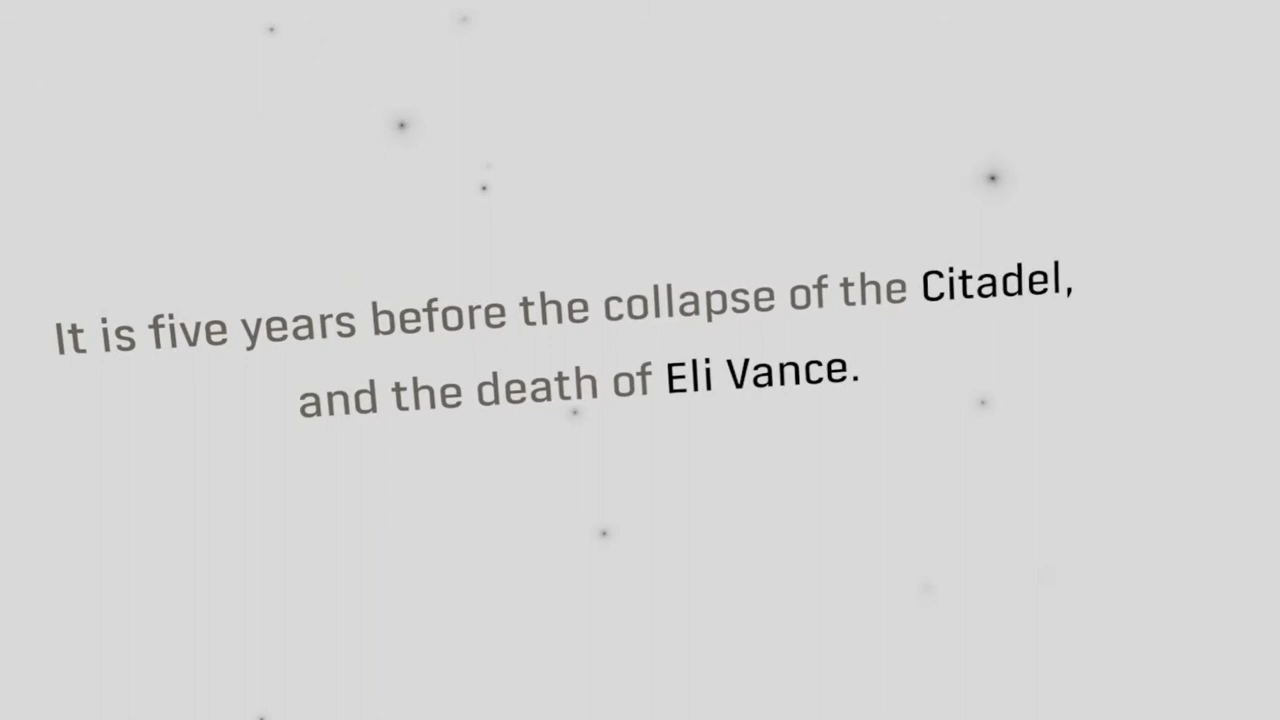 It is five years before the collapse of the Citadel,
and the death of Eli Vance.